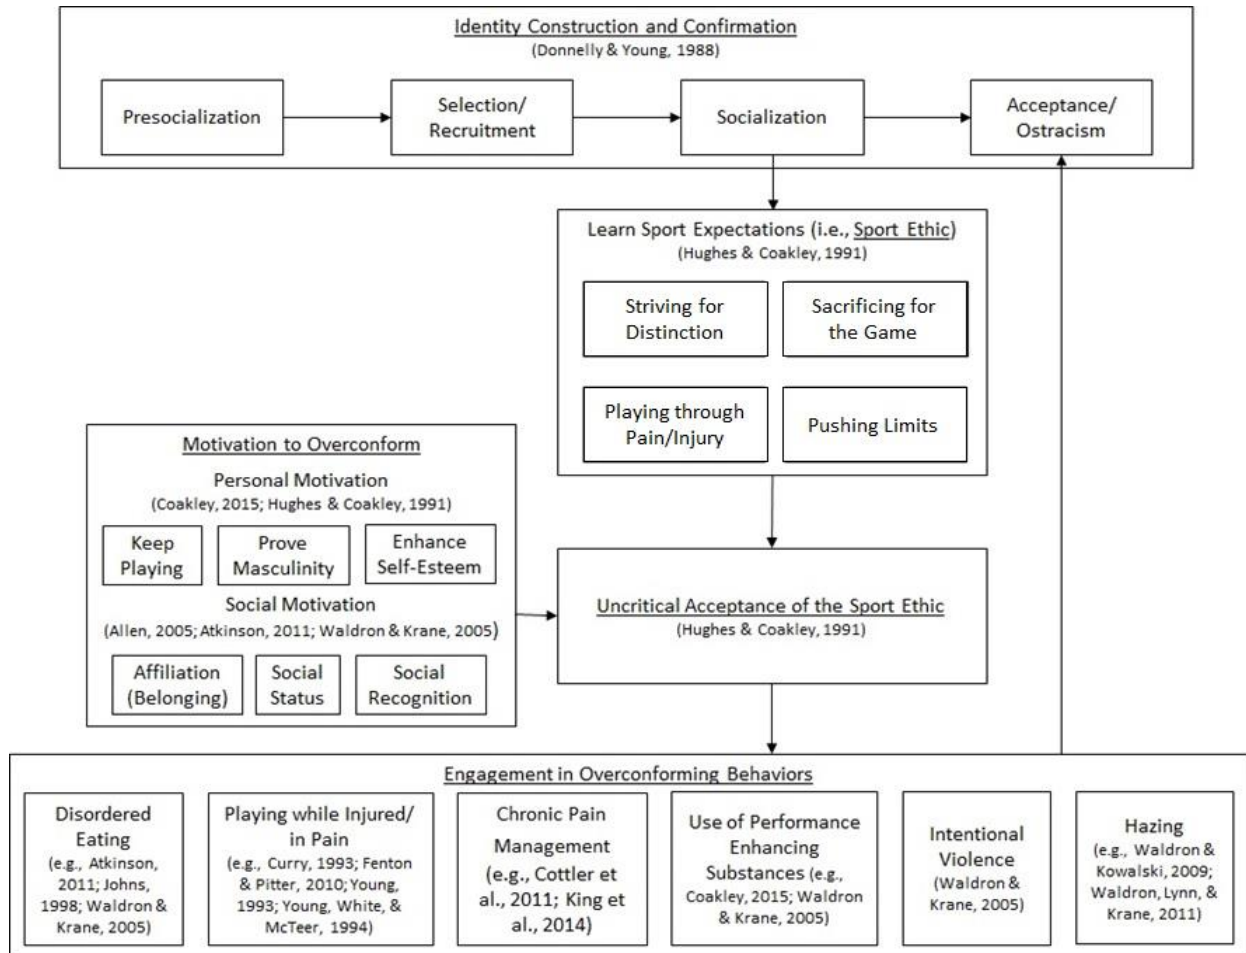 Identity Construction and Confirmation
(Donnelly & Young, 1988)
Presocialization
Selection/
Recruitment
Socialization
Acceptance/
Ostracism
Learn Sport Expectations (i.e., Sport Ethic)
(Hughes & Coakley, 1991)
Striving for
Distinction
Sacrificing for
the Game
Playing through
Pain/Injury
Pushing Limits
Motivation to Overconform
Personal Motivation
(Coakley, 2015; Hughes & Coakley, 1991)
Keep
Playing
Prove
Masculinity
Enhance
Self-Esteem
Social Motivation
(Allen, 2005; Atkinson, 2011; Waldron & Krane, 2005)
Affiliation
(Belonging)
Social
Status
Social
Recognition
Uncritical Acceptance of the Sport Ethic
(Hughes & Coakley, 1991)
Engagement in Overconforming Behaviors
Disordered
Eating
(e.g., Atkinson,
2011; Johns,
1998; Waldron &
Krane, 2005)
Playing while Injured/
in Pain
(e.g., Curry, 1993; Fenton
& Pitter, 2010; Young,
1993; Young, White, &
McTeer, 1994)
Chronic Pain
Management
(e.g., Cottler et
al., 2011; King et
al., 2014)
Use of Performance
Enhancing
Substances (e.g.,
Coakley, 2015; Waldron
& Krane, 2005)
Intentional
Violence
(Waldron &
Krane, 2005)
Hazing
(e.g., Waldron &
Kowalski, 2009;
Waldron, Lynn, &
Krane, 2011)